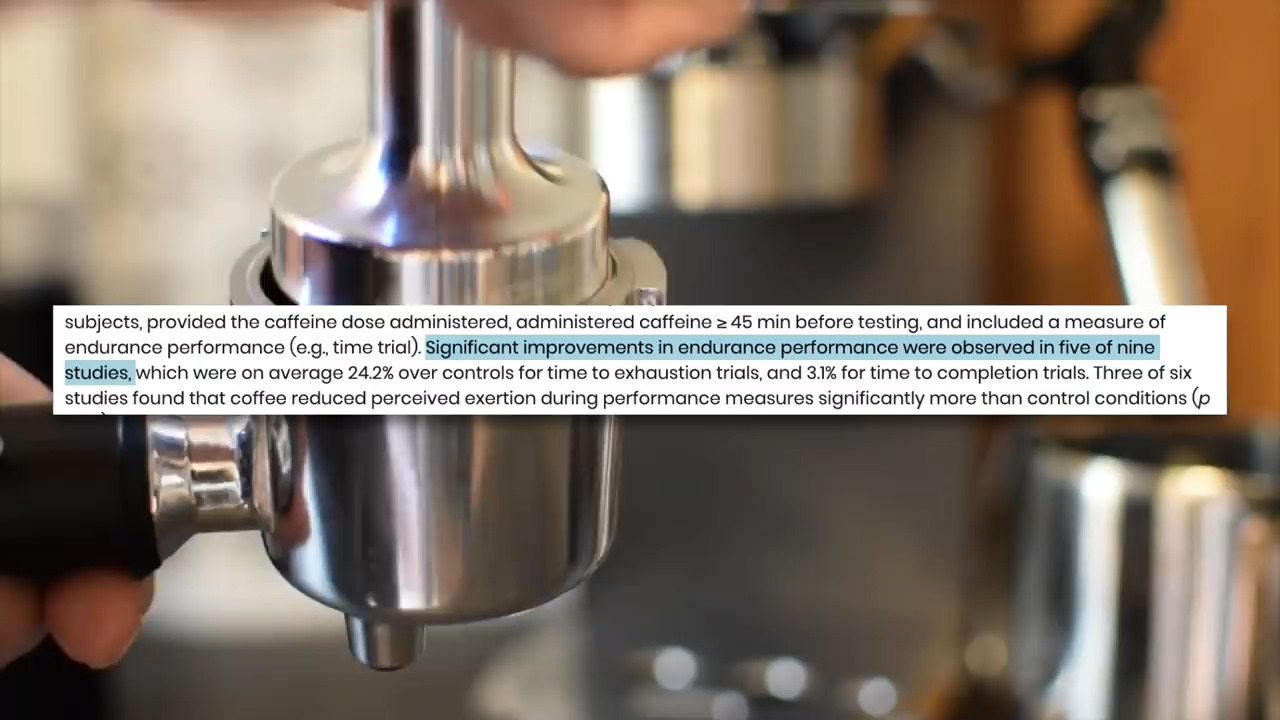 subjects, provided the caffeine dose administered, administered caffeine ≥ 45 min before testing, and included a measure of
endurance performance (e.g., time trial). Significant improvements in endurance performance were observed in five of nine
studies, which were on average 24.2% over controls for time to exhaustion trials, and 3.1% for time to completion trials. Three of six
studies found that coffee reduced perceived exertion during performance measures significantly more than control conditions (p